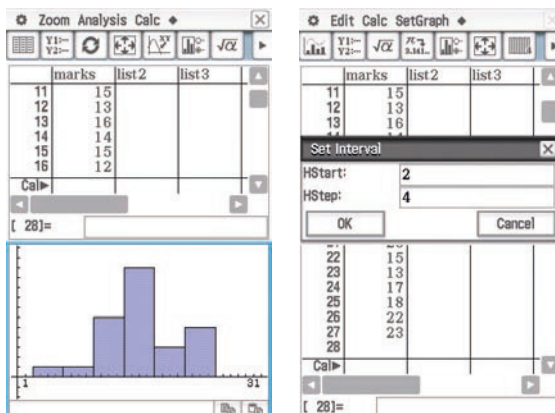 Zoom Analysis Calc
marks list2 list3
11 15
12 13
13 16
14 14
15 15
16 12
Cal
[ 28]=
1 31
Edit Calc SetGraph
marks list2 list3
11 15
12 13
13 16
Set Interval
HStart: 2
HStep: 4
OK Cancel
22 15
23 13
24 17
25 18
26 22
27 23
28
Cal
[ 28]=